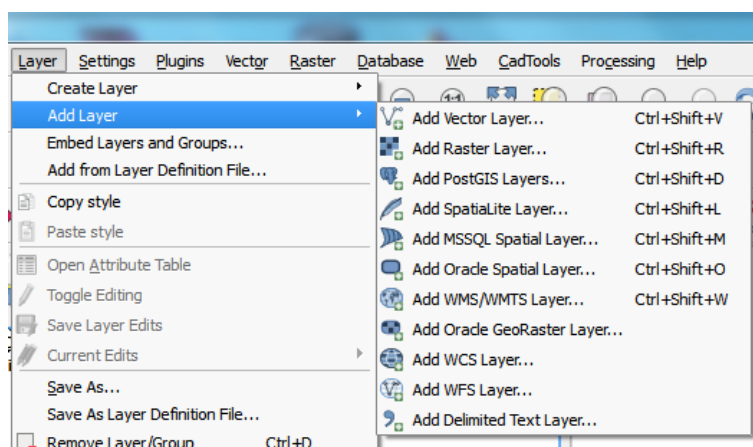 Layer Settings Plugins Vector Raster Database Web CadTools Processing Help
Create Layer
Add Layer
Embed Layers and Groups...
Add from Layer Definition File...
Copy style
Paste style
Open Attribute Table
Toggle Editing
Save Layer Edits
Current Edits
Save As...
Save As Layer Definition File...
Remove Layer/Group Ctrl+D
Add Vector Layer... Ctrl+Shift+V
Add Raster Layer... Ctrl+Shift+R
Add PostGIS Layers... Ctrl+Shift+D
Add SpatiaLite Layer... Ctrl+Shift+L
Add MSSQL Spatial Layer... Ctrl+Shift+M
Add Oracle Spatial Layer... Ctrl+Shift+O
Add WMS/WMTS Layer... Ctrl+Shift+W
Add Oracle GeoRaster Layer...
Add WCS Layer...
Add WFS Layer...
Add Delimited Text Layer...